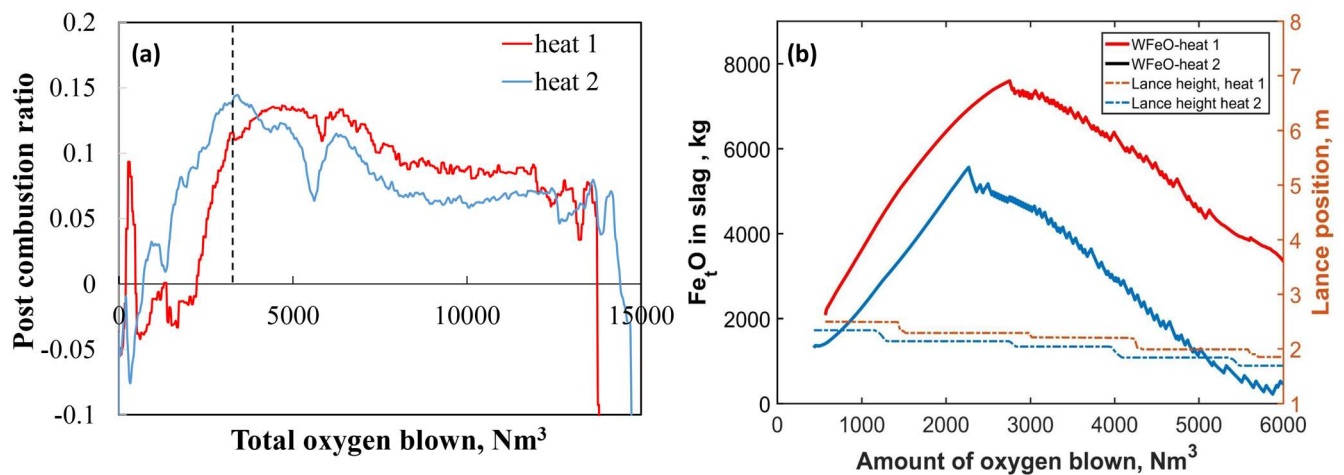 (a)
heat 1
heat 2
0.2
0.15
0.1
0.05
0
-0.05
-0.1
0
5000
10000
15000
Post combustion ratio
Total oxygen blown, Nm³
(b)
WFeO-heat 1
WFeO-heat 2
Lance height, heat 1
Lance height heat 2
8000
6000
4000
2000
0
FeₜO in slag , kg
0
1000
2000
3000
4000
5000
6000
Amount of oxygen blown, Nm³
8
7
6
5
4
3
2
1
Lance position, m